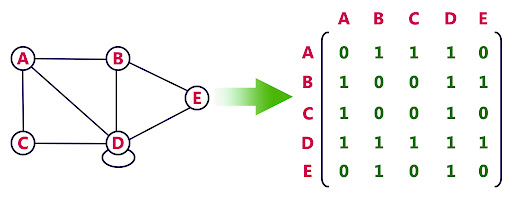 A B
E
C D
A B C D E
A 0 1 1 1 0
B 1 0 0 1 1
C 1 0 0 1 0
D 1 1 1 1 1
E 0 1 0 1 0